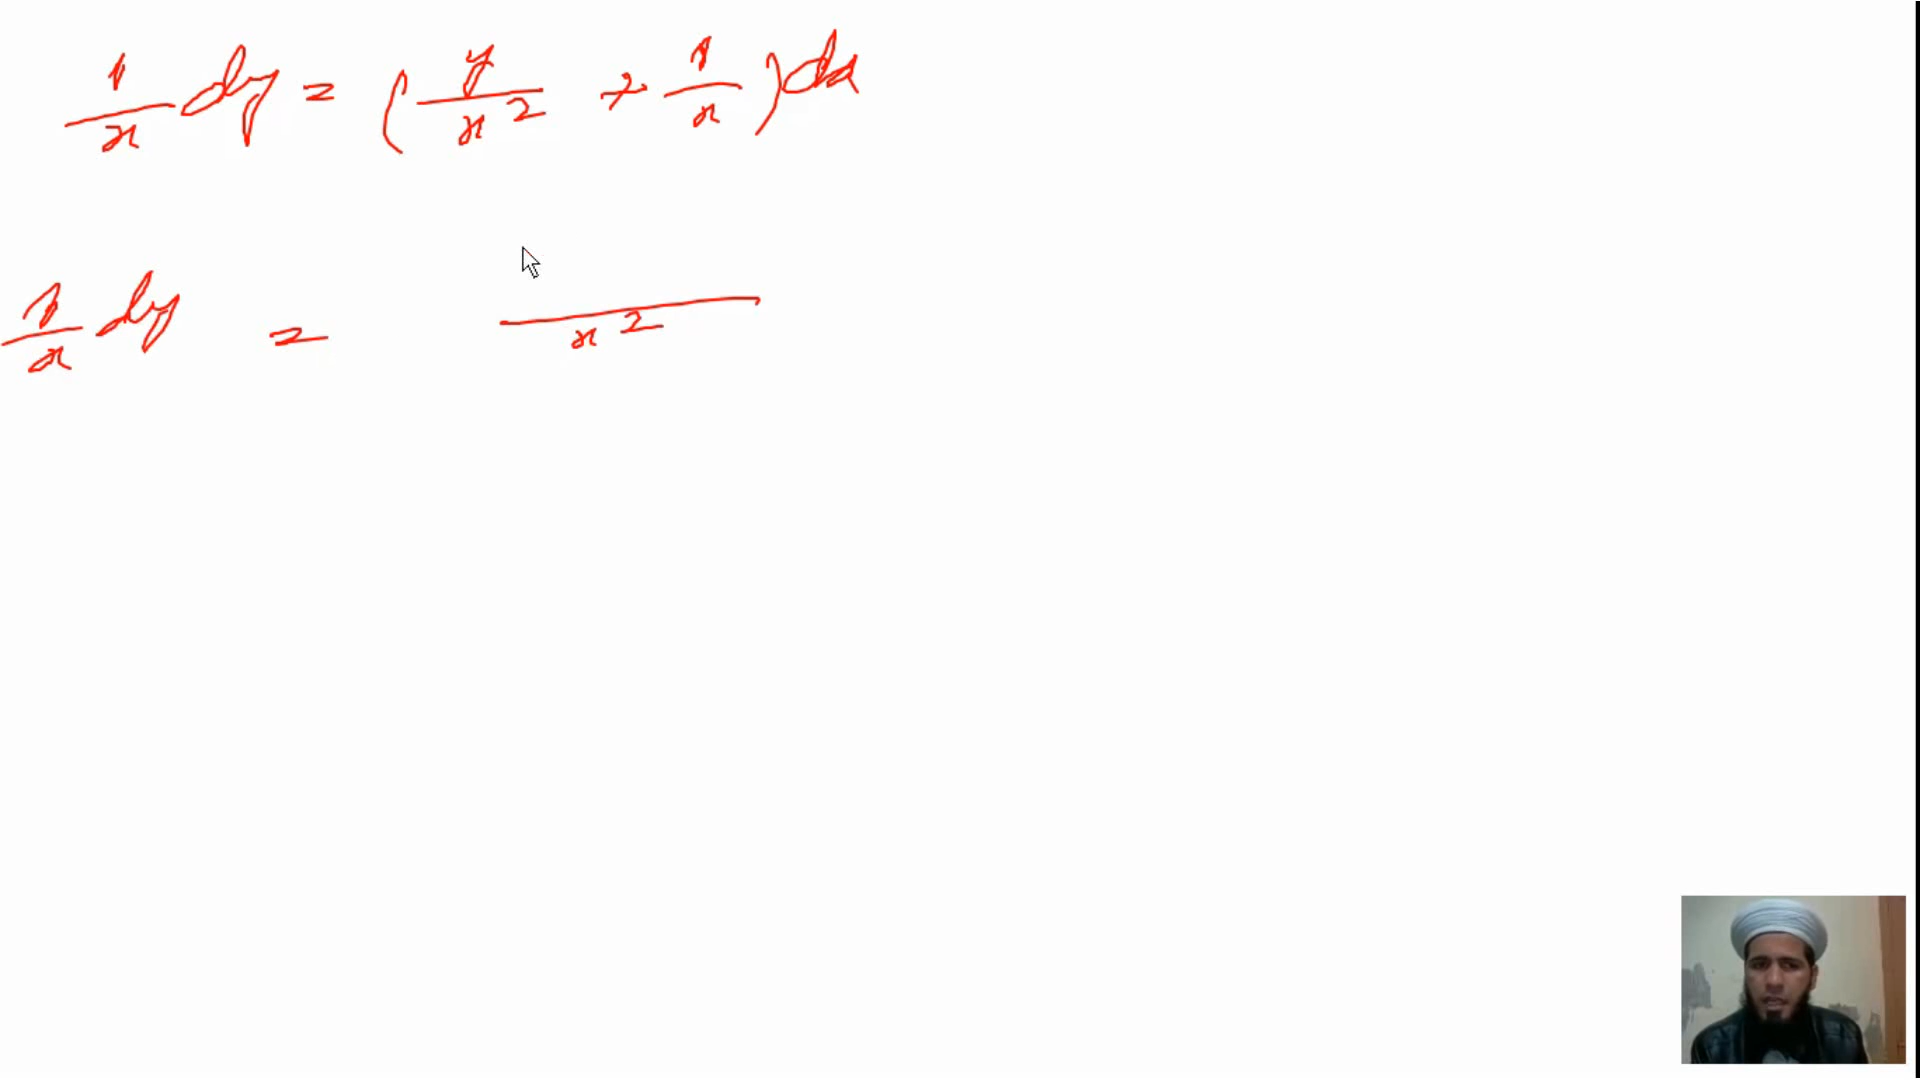 1/x dy = (y/x² + 1/x) dx
1/x dy = /x²